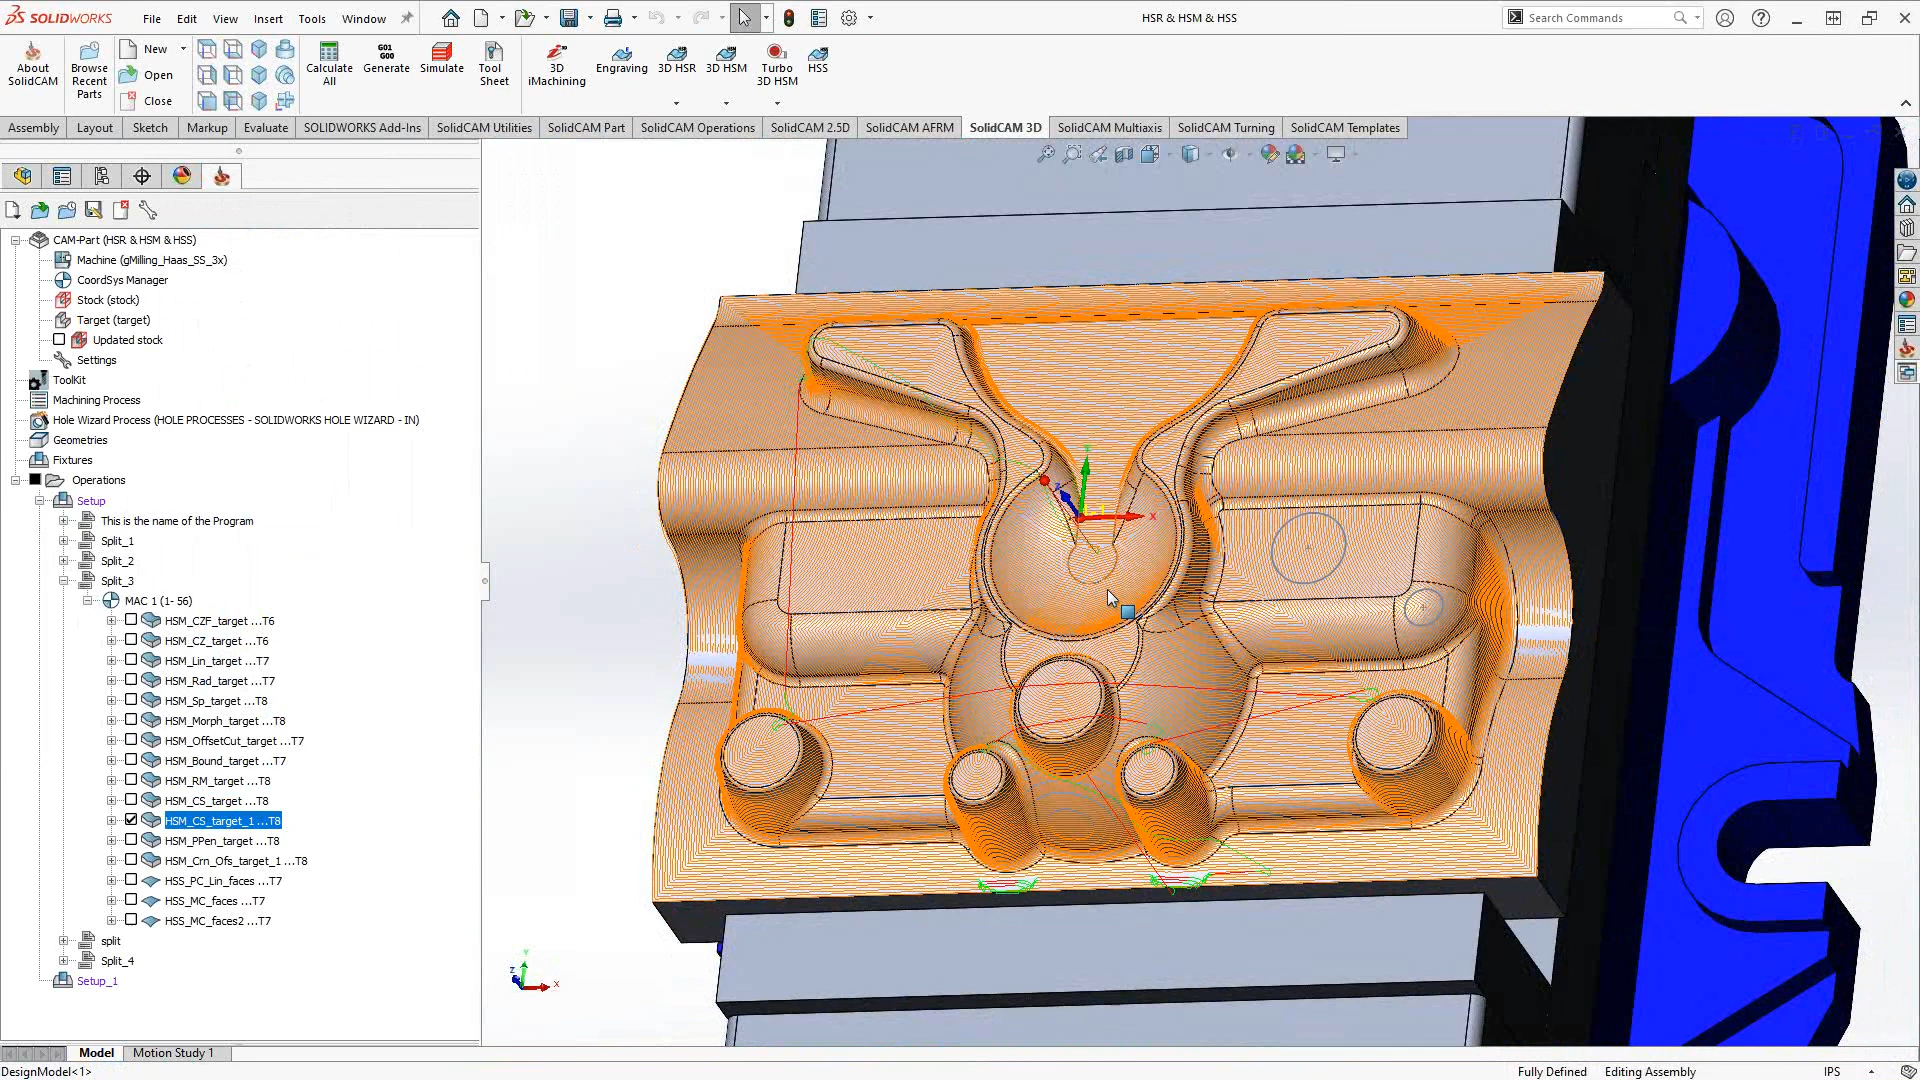 SOLIDWORKS File Edit View Insert Tools Window HSR & HSM & HSS Search Commands
About SolidCAM
Browse Recent Parts
New
Open
Close
Calculate All
G01 G00 Generate
Simulate
Tool Sheet
3D iMachining
Engraving
3D HSR
3D HSM
Turbo 3D HSM
HSS
Assembly Layout Sketch Markup Evaluate SOLIDWORKS Add-Ins SolidCAM Utilities SolidCAM Part SolidCAM Operations SolidCAM 2.5D SolidCAM AFRM SolidCAM 3D SolidCAM Multiaxis SolidCAM Turning SolidCAM Templates
CAM-Part (HSR & HSM & HSS)
Machine (gMilling_Haas_SS_3x)
CoordSys Manager
Stock (stock)
Target (target)
Updated stock
Settings
ToolKit
Machining Process
Hole Wizard Process (HOLE PROCESSES - SOLIDWORKS HOLE WIZARD - IN)
Geometries
Fixtures
Operations
Setup
This is the name of the Program
Split_1
Split_2
Split_3
MAC 1 (1- 56)
HSM_CZF_target ...T6
HSM_CZ_target ...T6
HSM_Lin_target ...T7
HSM_Rad_target ...T7
HSM_Sp_target ...T8
HSM_Morph_target ...T8
HSM_OffsetCut_target ...T7
HSM_Bound_target ...T7
HSM_RM_target ...T8
HSM_CS_target ...T8
HSM_CS_target_1 ...T8
HSM_PPen_target ...T8
HSM_Crn_Ofs_target_1 ...T8
HSS_PC_Lin_faces ...T7
HSS_MC_faces ...T7
HSS_MC_faces2 ...T7
split
Split_4
Setup_1
X
Z
Y
Z
X
Model Motion Study 1
DesignModel<1> Fully Defined Editing Assembly IPS